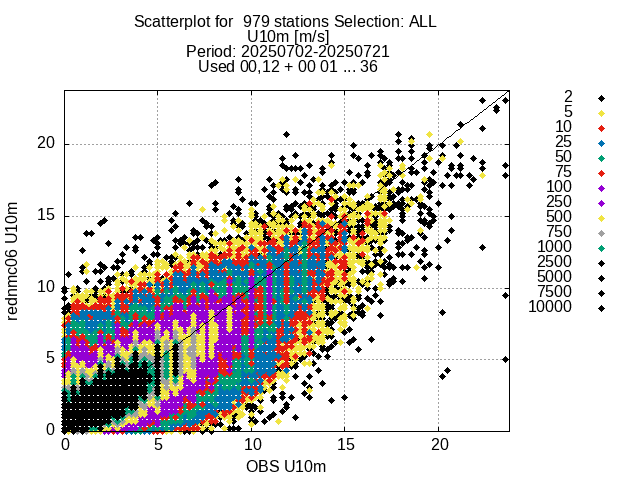 Scatterplot for  979 stations Selection: ALL
U10m [m/s]
Period: 20250702-20250721
Used 00,12 + 00 01 ... 36
2
5
10
25
50
75
100
250
500
750
1000
2500
5000
7500
10000
20
15
10
5
0
rednmc06 U10m
0 5 10 15 20
OBS U10m